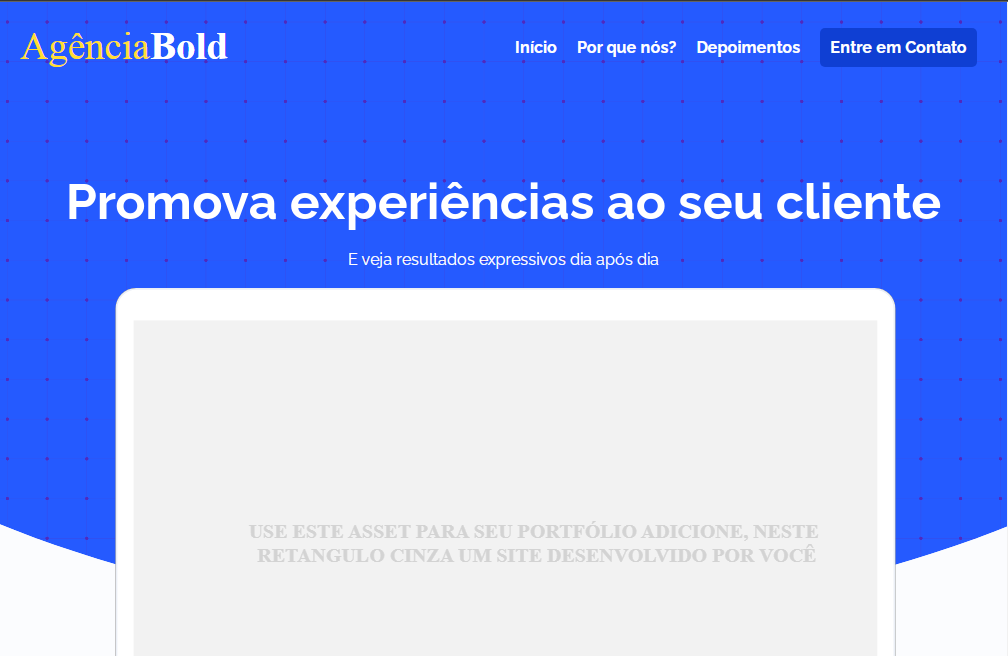 AgênciaBold
Início Por que nós? Depoimentos Entre em Contato
Promova experiências ao seu cliente
E veja resultados expressivos dia após dia
USE ESTE ASSET PARA SEU PORTFÓLIO ADICIONE, NESTE
RETANGULO CINZA UM SITE DESENVOLVIDO POR VOCÊ